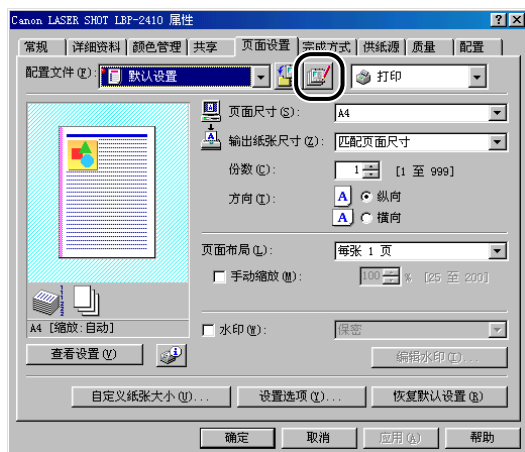 Canon LASER SHOT LBP-2410 属性
常规 详细资料 颜色管理 共享 页面设置 完成方式 供纸源 质量 配置
配置文件(F): 默认设置 打印
页面尺寸(S): A4
输出纸张尺寸(Z): 匹配页面尺寸
份数(C): 1 [1 至 999]
方向(T): A 纵向
A 横向
页面布局(L): 每张 1 页
手动缩放(M): 100 % [25 至 200]
A4 [缩放:自动]
水印(W): 保密
查看设置(V) 编辑水印(I)...
自定义纸张大小(U)... 设置选项(Y)... 恢复默认设置(R)
确定 取消 应用(A) 帮助